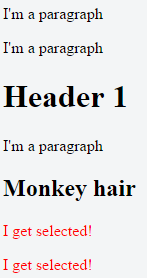 I'm a paragraph
I'm a paragraph
Header 1
I'm a paragraph
Monkey hair
I get selected!
I get selected!